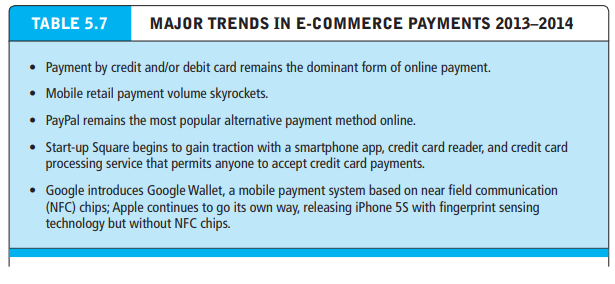 TABLE 5.7 MAJOR TRENDS IN E-COMMERCE PAYMENTS 2013–2014
• Payment by credit and/or debit card remains the dominant form of online payment.
• Mobile retail payment volume skyrockets.
• PayPal remains the most popular alternative payment method online.
• Start-up Square begins to gain traction with a smartphone app, credit card reader, and credit card
processing service that permits anyone to accept credit card payments.
• Google introduces Google Wallet, a mobile payment system based on near field communication
(NFC) chips; Apple continues to go its own way, releasing iPhone 5S with fingerprint sensing
technology but without NFC chips.